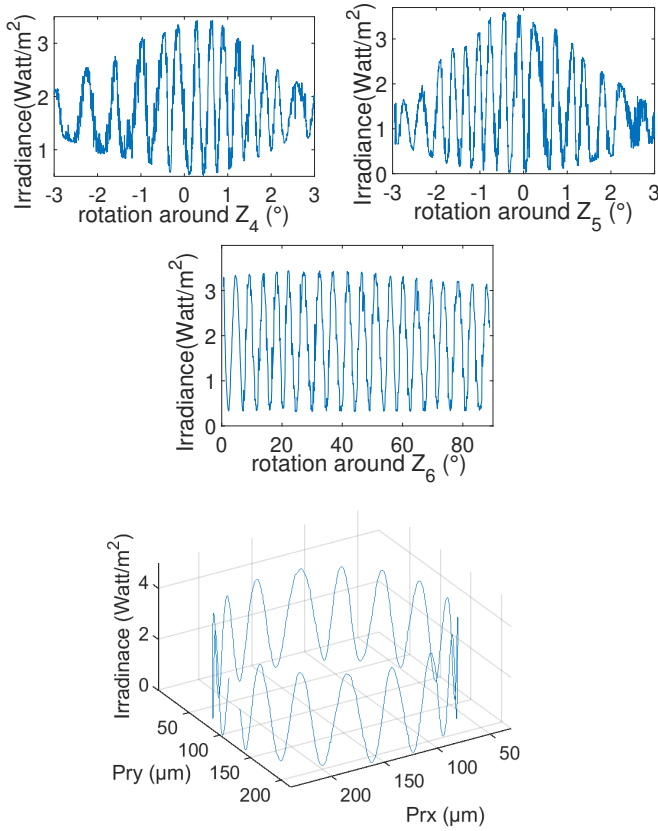 Irradiance(Watt/m²)
3
2
1
-3 -2 -1 0 1 2 3
rotation around Z₄ (°)
Irradiance(Watt/m²)
3
2
1
0
-3 -2 -1 0 1 2 3
rotation around Z₅ (°)
Irradiance(Watt/m²)
3
2
1
0
0 20 40 60 80
rotation around Z₆ (°)
Irradinace (Watt/m²)
4
2
0
50
100
150
200
Pry (µm)
200
150
100
50
Prx (µm)